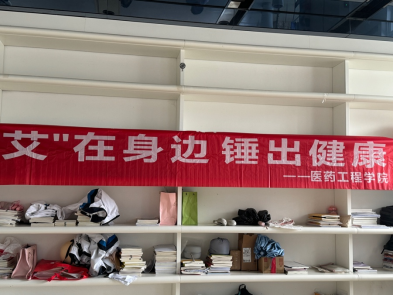 艾"在身边 锤出健康
——医药工程学院